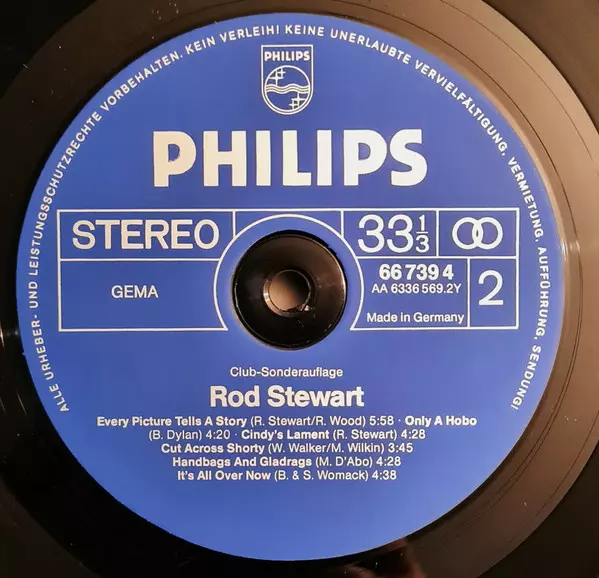 ALLE URHEBER- UND LEISTUNGSSCHUTZRECHTE VORBEHALTEN. KEIN VERLEIH! KEINE UNERLAUBTE VERVIELFÄLTIGUNG, VERMIETUNG, AUFFÜHRUNG, SENDUNG!
PHILIPS
PHILIPS
STEREO
33 1/3
GEMA
66 739 4
AA 6336 569.2Y
Made in Germany
2
Club-Sonderauflage
Rod Stewart
Every Picture Tells A Story (R. Stewart/R. Wood) 5:58 · Only A Hobo
(B. Dylan) 4:20 · Cindy's Lament (R. Stewart) 4:28
Cut Across Shorty (W. Walker/M. Wilkin) 3:45
Handbags And Gladrags (M. D'Abo) 4:28
It's All Over Now (B. & S. Womack) 4:38